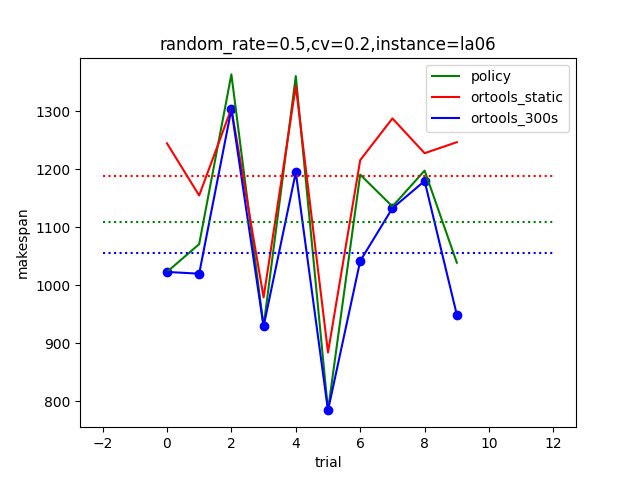 random_rate=0.5,cv=0.2,instance=la06
policy
ortools_static
ortools_300s
makespan
1300
1200
1100
1000
900
800
−2 0 2 4 6 8 10 12
trial